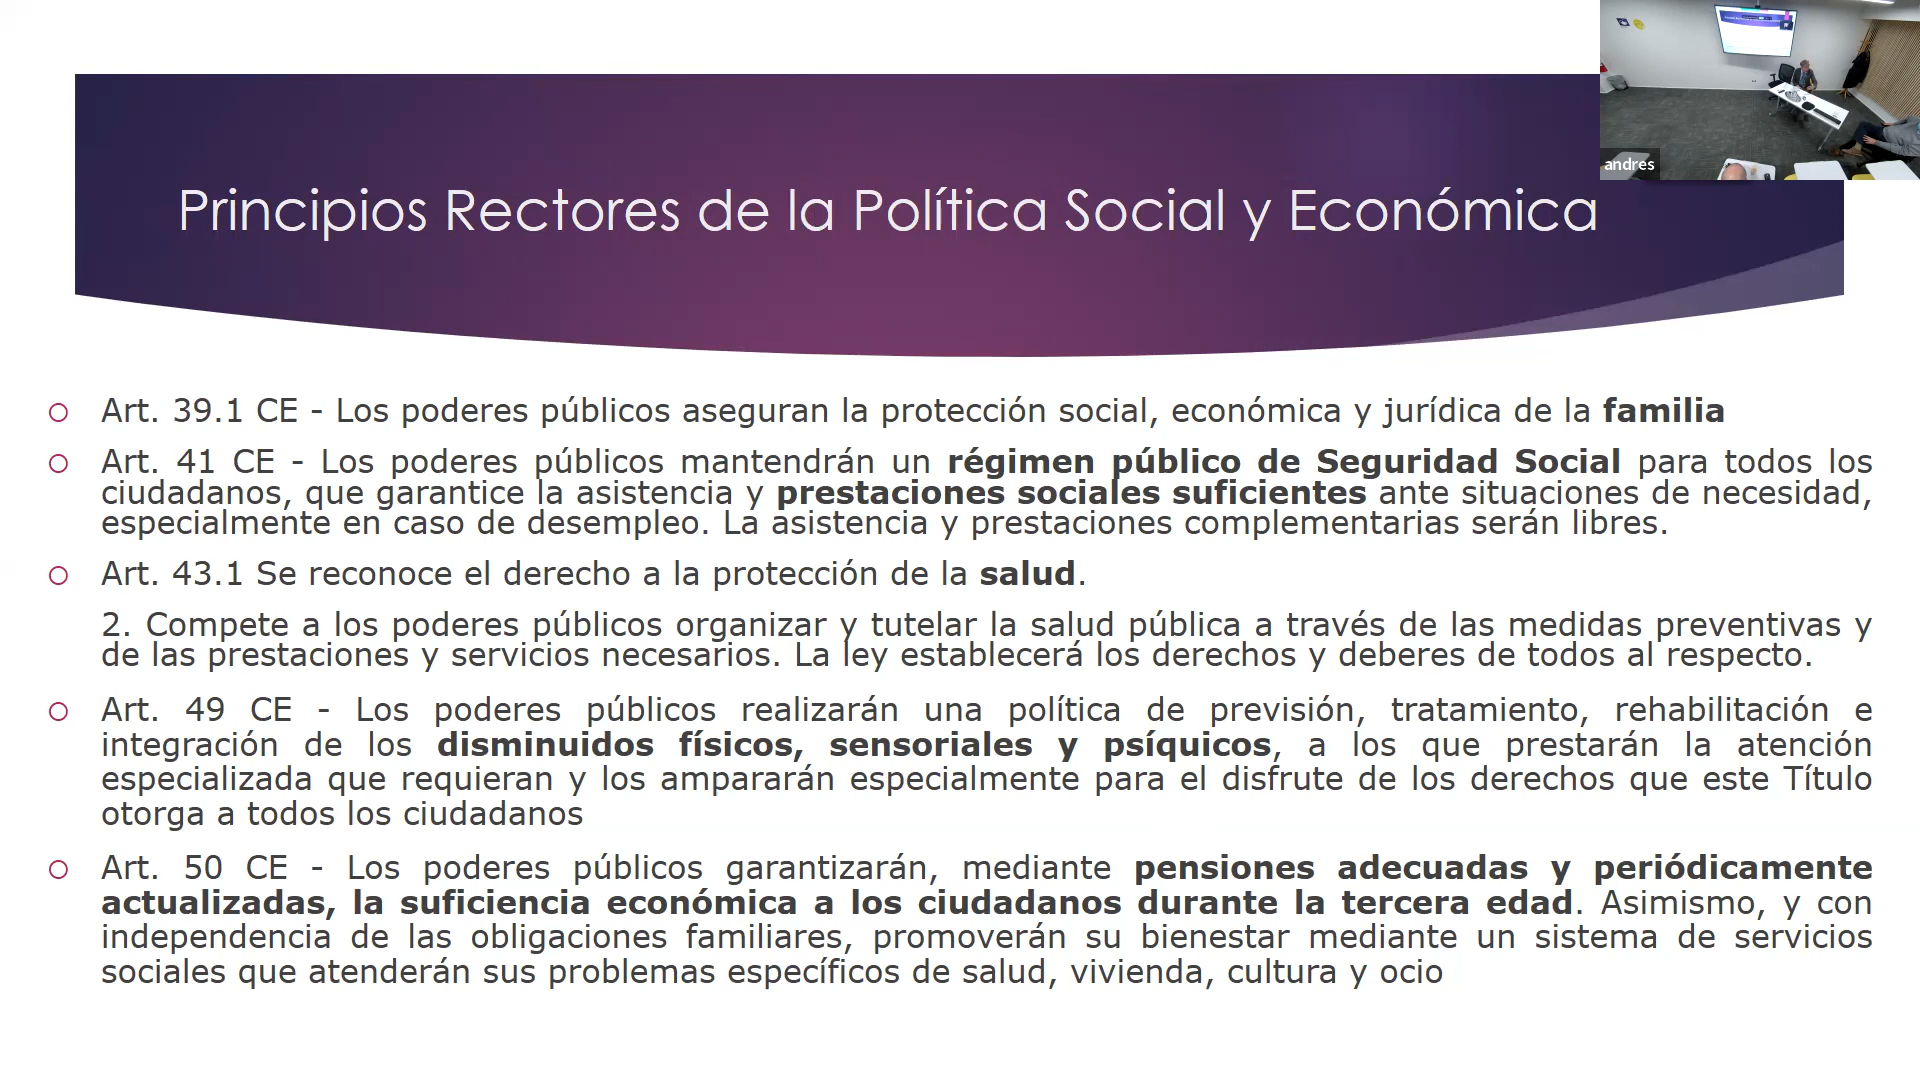 andres
Principios Rectores de la Política Social y Económica
Art. 39.1 CE - Los poderes públicos aseguran la protección social, económica y jurídica de la familia
Art. 41 CE - Los poderes públicos mantendrán un régimen público de Seguridad Social para todos los
ciudadanos, que garantice la asistencia y prestaciones sociales suficientes ante situaciones de necesidad,
especialmente en caso de desempleo. La asistencia y prestaciones complementarias serán libres.
Art. 43.1 Se reconoce el derecho a la protección de la salud.
2. Compete a los poderes públicos organizar y tutelar la salud pública a través de las medidas preventivas y
de las prestaciones y servicios necesarios. La ley establecerá los derechos y deberes de todos al respecto.
Art. 49 CE - Los poderes públicos realizarán una política de previsión, tratamiento, rehabilitación e
integración de los disminuidos físicos, sensoriales y psíquicos, a los que prestarán la atención
especializada que requieran y los ampararán especialmente para el disfrute de los derechos que este Título
otorga a todos los ciudadanos
Art. 50 CE - Los poderes públicos garantizarán, mediante pensiones adecuadas y periódicamente
actualizadas, la suficiencia económica a los ciudadanos durante la tercera edad. Asimismo, y con
independencia de las obligaciones familiares, promoverán su bienestar mediante un sistema de servicios
sociales que atenderán sus problemas específicos de salud, vivienda, cultura y ocio